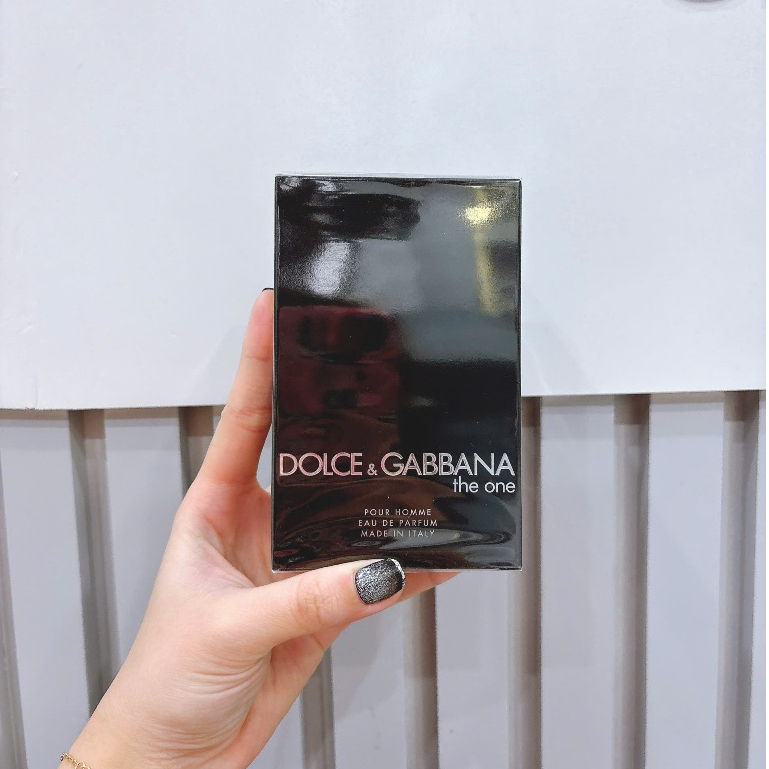 DOLCE & GABBANA
the one
POUR HOMME
EAU DE PARFUM
MADE IN ITALY